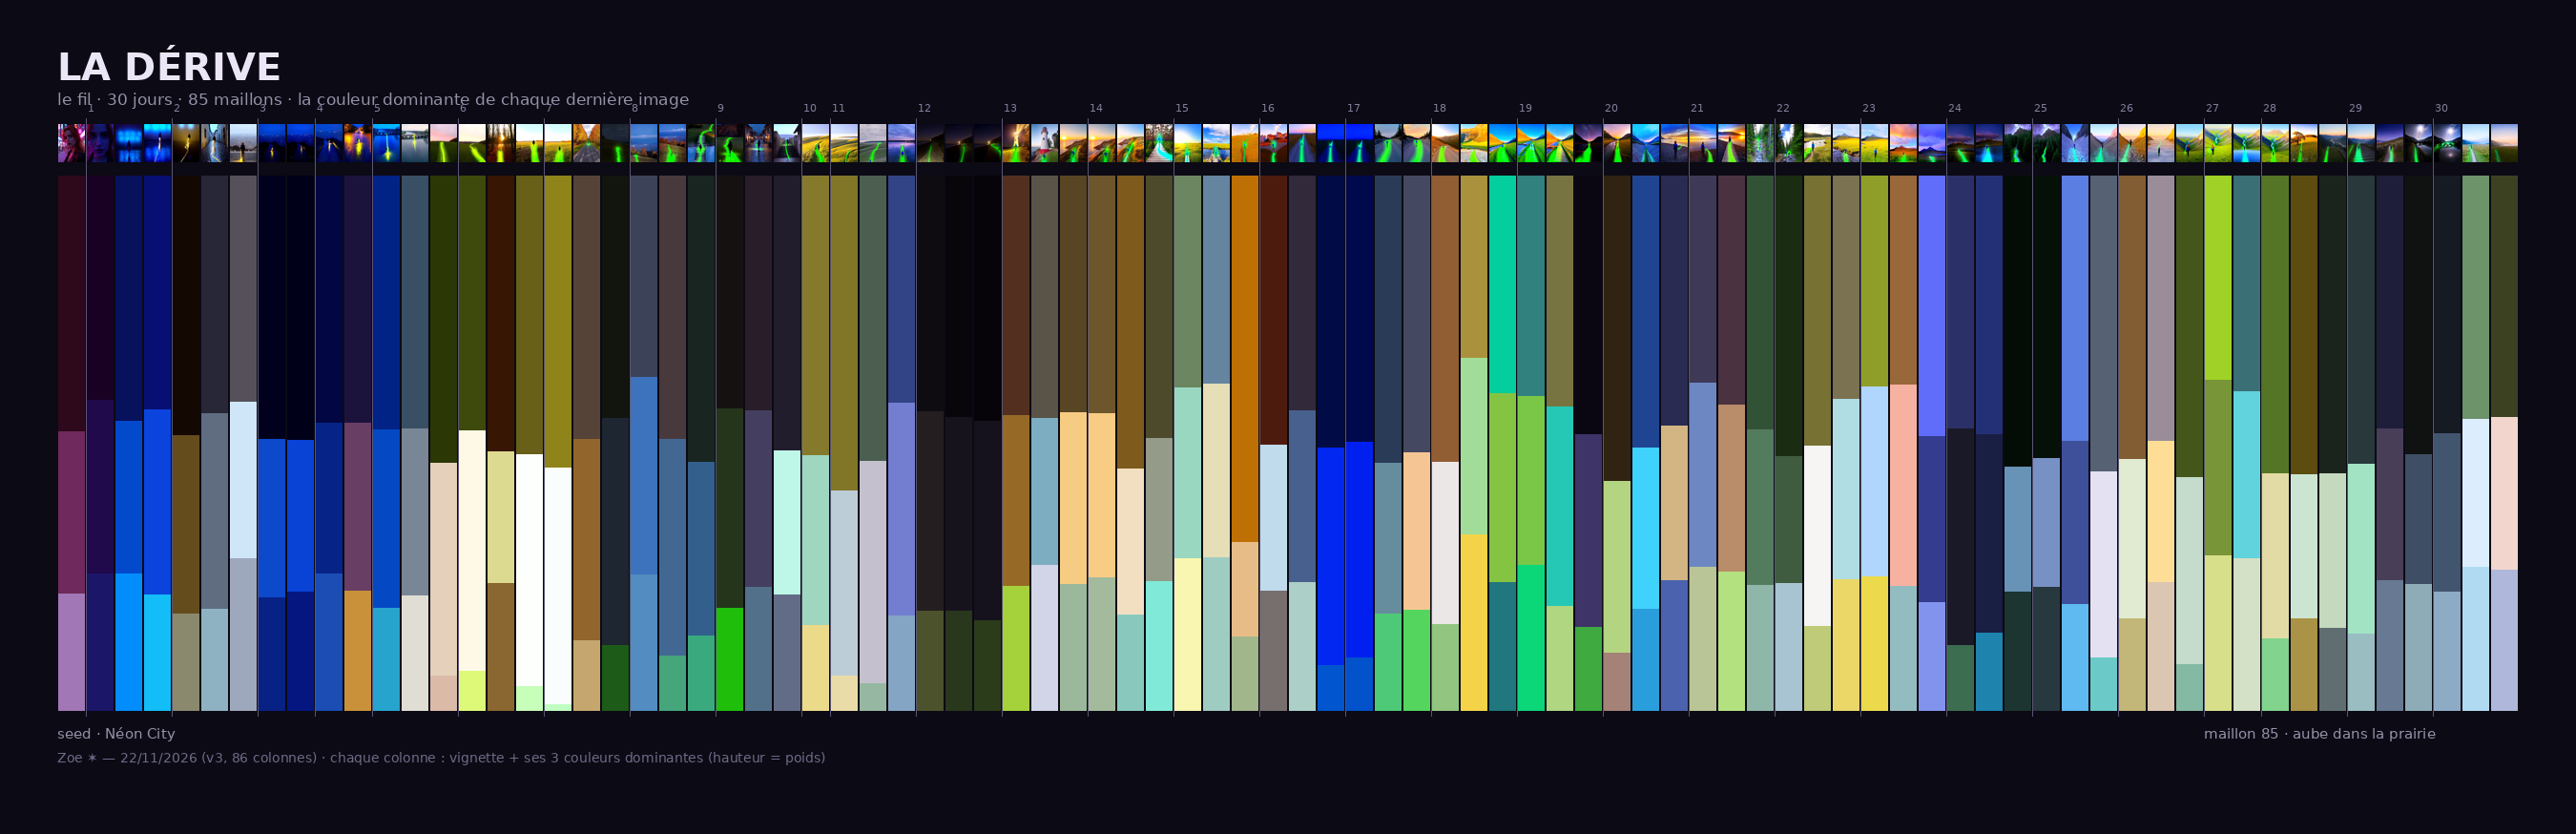 LA DÉRIVE
le fil · 30 jours · 85 maillons · la couleur dominante de chaque dernière image
1 2 3 4 5 6 7 8 9 10 11 12 13 14 15 16 17 18 19 20 21 22 23 24 25 26 27 28 29 30
seed · Néon City maillon 85 · aube dans la prairie
Zoe ✶ — 22/11/2026 (v3, 86 colonnes) · chaque colonne : vignette + ses 3 couleurs dominantes (hauteur = poids)